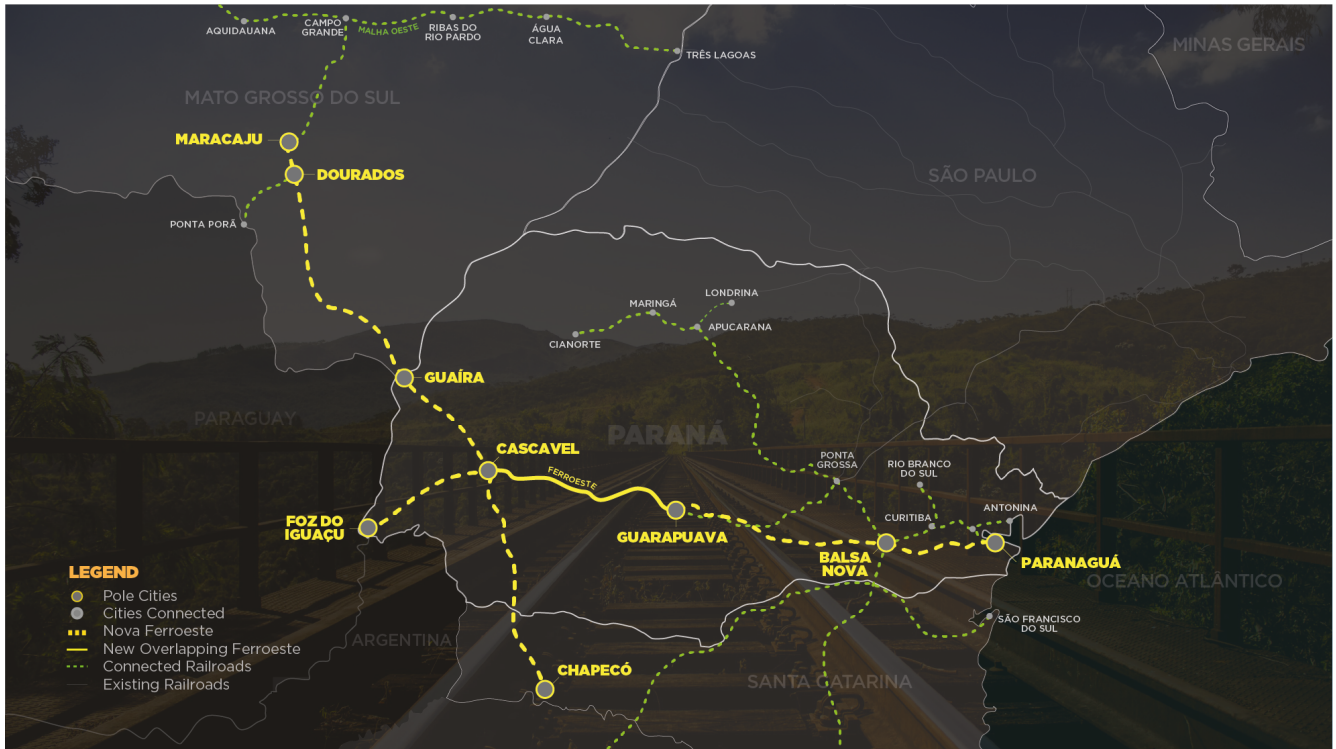 AQUIDAUANA
CAMPO
GRANDE
MALHA OESTE
RIBAS DO
RIO PARDO
ÁGUA
CLARA
TRÊS LAGOAS
MINAS GERAIS
MATO GROSSO DO SUL
MARACAJU
DOURADOS
SÃO PAULO
PONTA PORÃ
LONDRINA
MARINGÁ
APUCARANA
CIANORTE
GUAÍRA
PARAGUAY
PARANÁ
CASCAVEL
FERROESTE
PONTA
GROSSA
RIO BRANCO
DO SUL
ANTONINA
CURITIBA
FOZ DO
IGUAÇU
GUARAPUAVA
BALSA
NOVA
PARANAGUÁ
OCEANO ATLÂNTICO
LEGEND
Pole Cities
Cities Connected
Nova Ferroeste
New Overlapping Ferroeste
Connected Railroads
Existing Railroads
ARGENTINA
SÃO FRANCISCO
DO SUL
CHAPECÓ
SANTA CATARINA